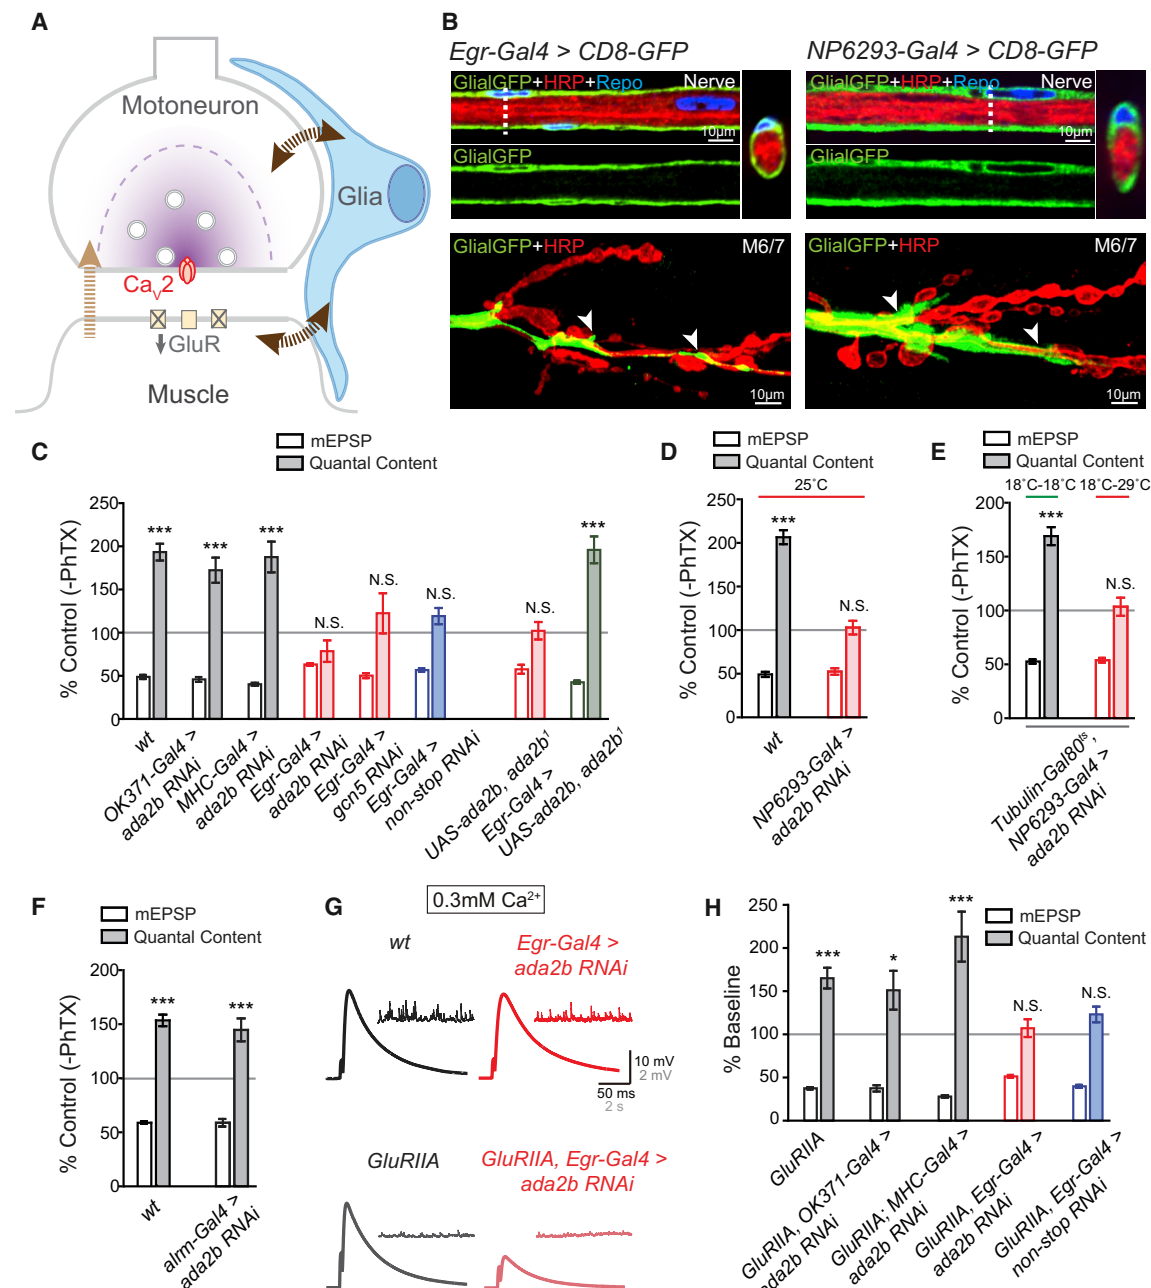 A
Motoneuron
Glia
CaV2
GluR
Muscle
B
Egr-Gal4 > CD8-GFP
NP6293-Gal4 > CD8-GFP
GlialGFP+HRP+Repo
Nerve
10µm
GlialGFP
GlialGFP+HRP+Repo
Nerve
10µm
GlialGFP
GlialGFP+HRP
M6/7
10µm
GlialGFP+HRP
M6/7
10µm
C
mEPSP
Quantal Content
% Control (-PhTX)
250
200
150
100
50
0
***
***
***
N.S.
N.S.
N.S.
N.S.
***
wt
OK371-Gal4 >
ada2b RNAi
MHC-Gal4 >
ada2b RNAi
Egr-Gal4 >
ada2b RNAi
Egr-Gal4 >
gcn5 RNAi
Egr-Gal4 >
non-stop RNAi
UAS-ada2b, ada2b1
Egr-Gal4 >
UAS-ada2b, ada2b1
D
mEPSP
Quantal Content
25˚C
% Control (-PhTX)
250
200
150
100
50
0
***
N.S.
wt
NP6293-Gal4 >
ada2b RNAi
E
mEPSP
Quantal Content
18˚C-18˚C
18˚C-29˚C
% Control (-PhTX)
200
150
100
50
0
***
N.S.
Tubulin-Gal80ts,
NP6293-Gal4 >
ada2b RNAi
F
mEPSP
Quantal Content
% Control (-PhTX)
200
150
100
50
0
***
***
wt
alrm-Gal4 >
ada2b RNAi
G
0.3mM Ca2+
wt
Egr-Gal4 >
ada2b RNAi
10 mV
2 mV
50 ms
2 s
GluRIIA
GluRIIA, Egr-Gal4 >
ada2b RNAi
H
mEPSP
Quantal Content
% Baseline
250
200
150
100
50
0
***
*
***
N.S.
N.S.
GluRIIA
GluRIIA, OK371-Gal4 >
ada2b RNAi
GluRIIA; MHC-Gal4 >
ada2b RNAi
GluRIIA, Egr-Gal4 >
ada2b RNAi
GluRIIA, Egr-Gal4 >
non-stop RNAi